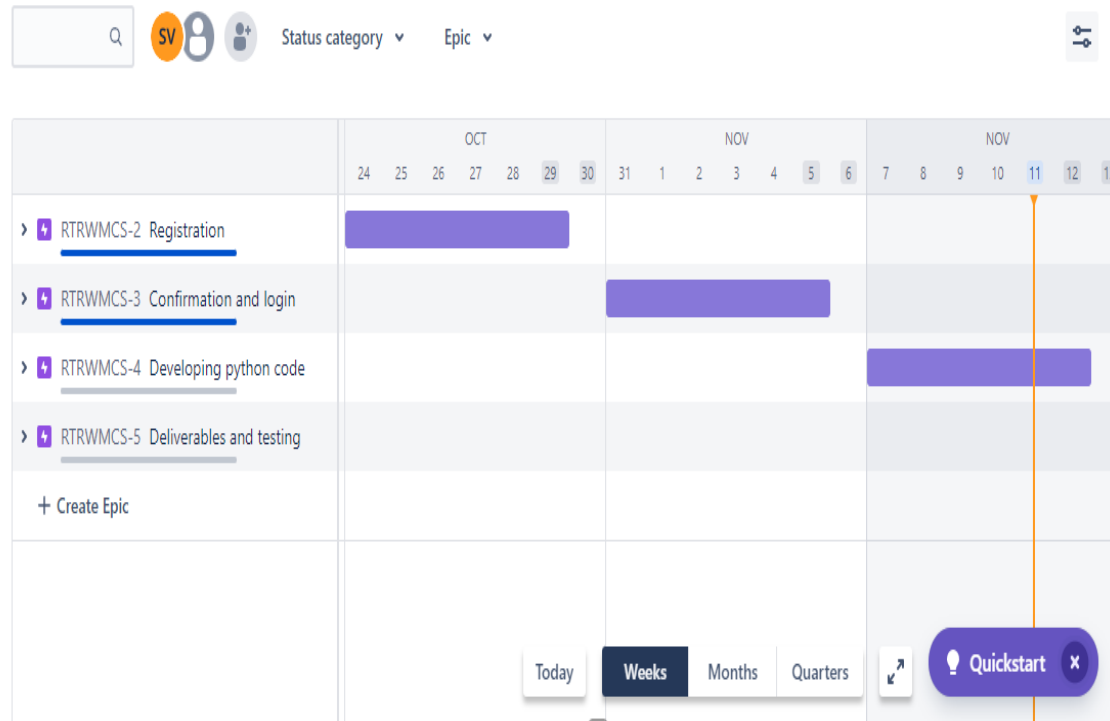 SV Status category Epic
OCT NOV NOV
24 25 26 27 28 29 30 31 1 2 3 4 5 6 7 8 9 10 11 12
RTRWMCS-2 Registration
RTRWMCS-3 Confirmation and login
RTRWMCS-4 Developing python code
RTRWMCS-5 Deliverables and testing
+ Create Epic
Today Weeks Months Quarters Quickstart x